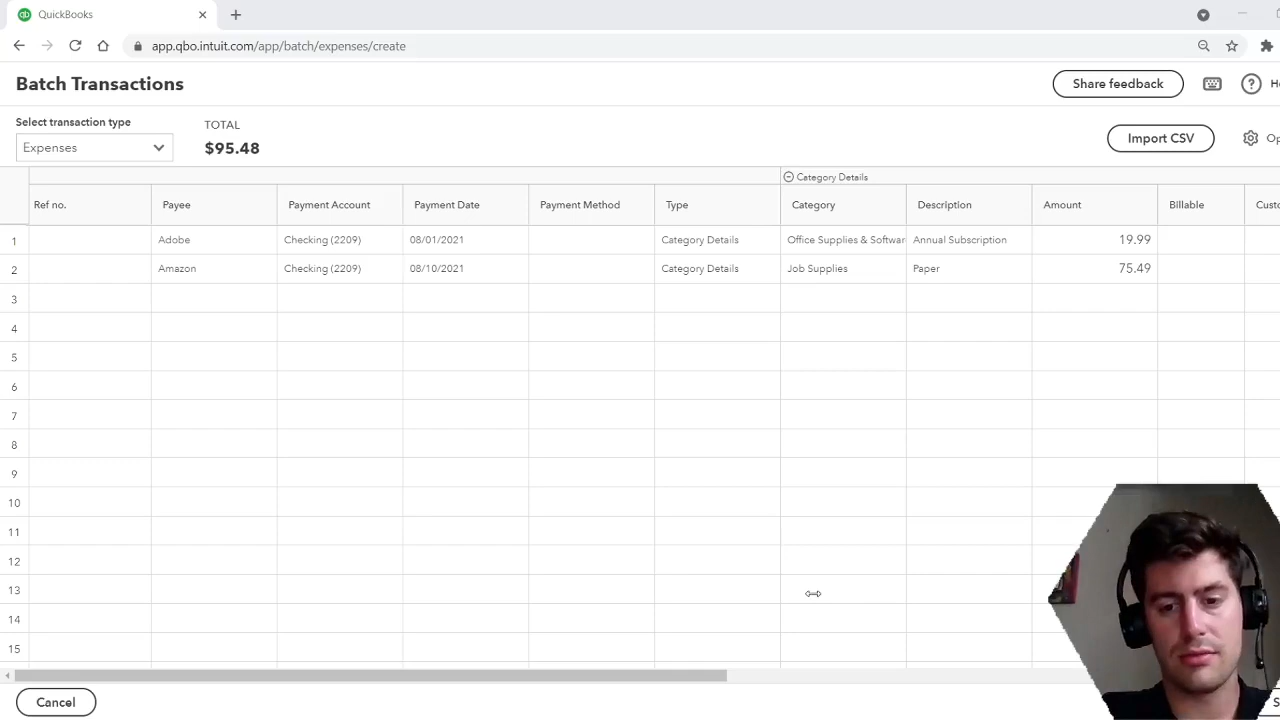 QuickBooks
app.qbo.intuit.com/app/batch/expenses/create
Batch Transactions
Share feedback
Select transaction type
Expenses
TOTAL
$95.48
Import CSV
Category Details
Ref no. Payee Payment Account Payment Date Payment Method Type Category Description Amount Billable
1 Adobe Checking (2209) 08/01/2021 Category Details Office Supplies & Softwar Annual Subscription 19.99
2 Amazon Checking (2209) 08/10/2021 Category Details Job Supplies Paper 75.49
3
4
5
6
7
8
9
10
11
12
13
14
15
Cancel